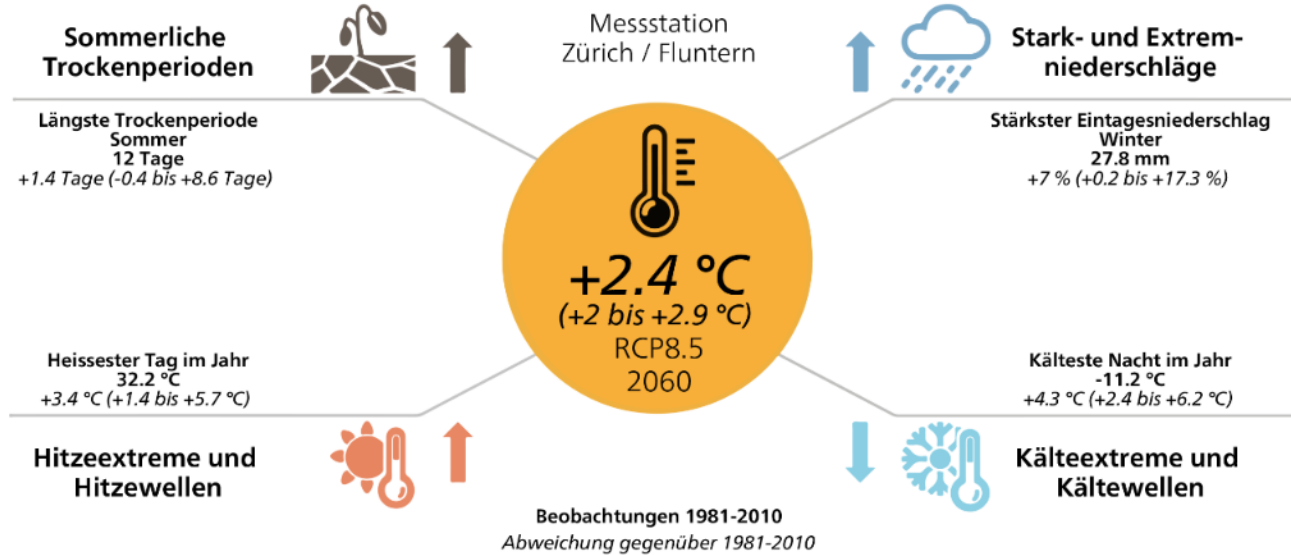 Sommerliche
Trockenperioden
Messstation
Zürich / Fluntern
Stark- und Extrem-
niederschläge
Längste Trockenperiode
Sommer
12 Tage
+1.4 Tage (-0.4 bis +8.6 Tage)
Stärkster Eintagesniederschlag
Winter
27.8 mm
+7 % (+0.2 bis +17.3 %)
+2.4 °C
(+2 bis +2.9 °C)
RCP8.5
2060
Heissester Tag im Jahr
32.2 °C
+3.4 °C (+1.4 bis +5.7 °C)
Kälteste Nacht im Jahr
-11.2 °C
+4.3 °C (+2.4 bis +6.2 °C)
Hitzeextreme und
Hitzewellen
Kälteextreme und
Kältewellen
Beobachtungen 1981-2010
Abweichung gegenüber 1981-2010